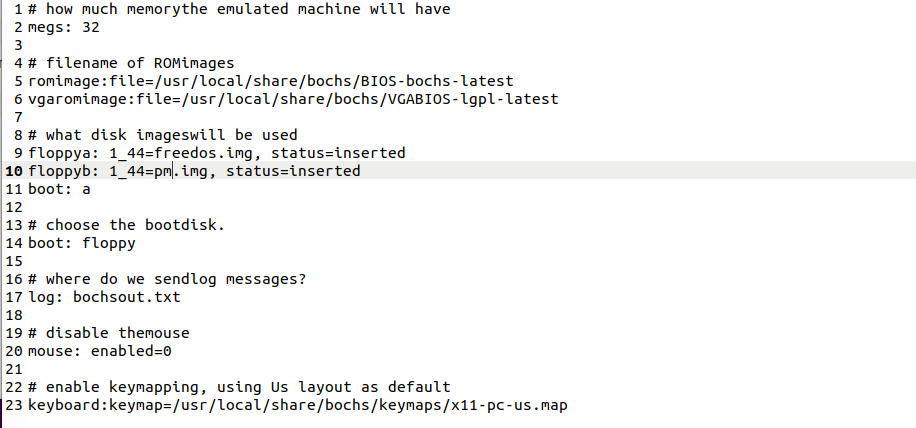 1 # how much memorythe emulated machine will have
2 megs: 32
3
4 # filename of ROMimages
5 romimage:file=/usr/local/share/bochs/BIOS-bochs-latest
6 vgaromimage:file=/usr/local/share/bochs/VGABIOS-lgpl-latest
7
8 # what disk imageswill be used
9 floppya: 1_44=freedos.img, status=inserted
10 floppyb: 1_44=pm.img, status=inserted
11 boot: a
12
13 # choose the bootdisk.
14 boot: floppy
15
16 # where do we sendlog messages?
17 log: bochsout.txt
18
19 # disable themouse
20 mouse: enabled=0
21
22 # enable keymapping, using Us layout as default
23 keyboard:keymap=/usr/local/share/bochs/keymaps/x11-pc-us.map